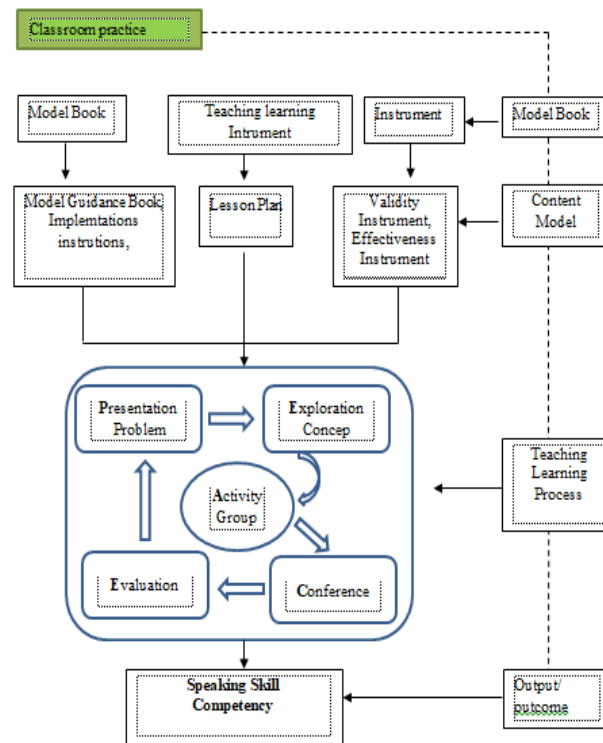 Classroom practice
Model Book
Teaching learning
Intrument
Instrument
Model Book
Model Guidance Book,
Implemtations
instrutions,
Lesson Plan
Validity
Instrument,
Effectiveness
Instrument
Content
Model
Presentation
Problem
Exploration
Concep
Activity
Group
Evaluation
Conference
Teaching
Learning
Process
Speaking Skill
Competency
Output/
outcome